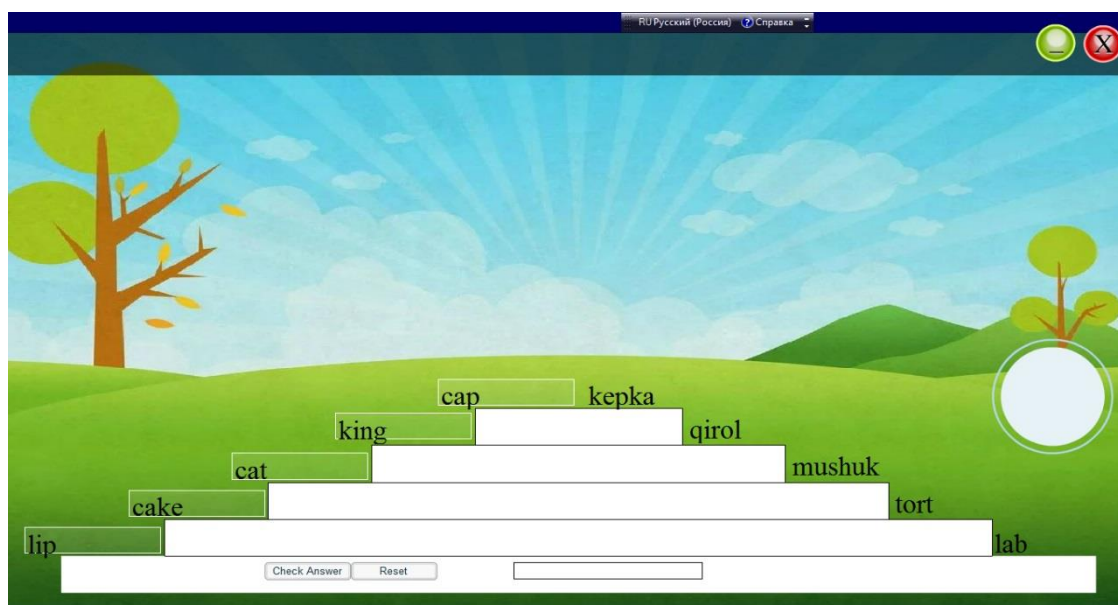 RU Русский (Россия) ? Справка
_ X
cap kepka
king qirol
cat mushuk
cake tort
lip lab
Check Answer Reset